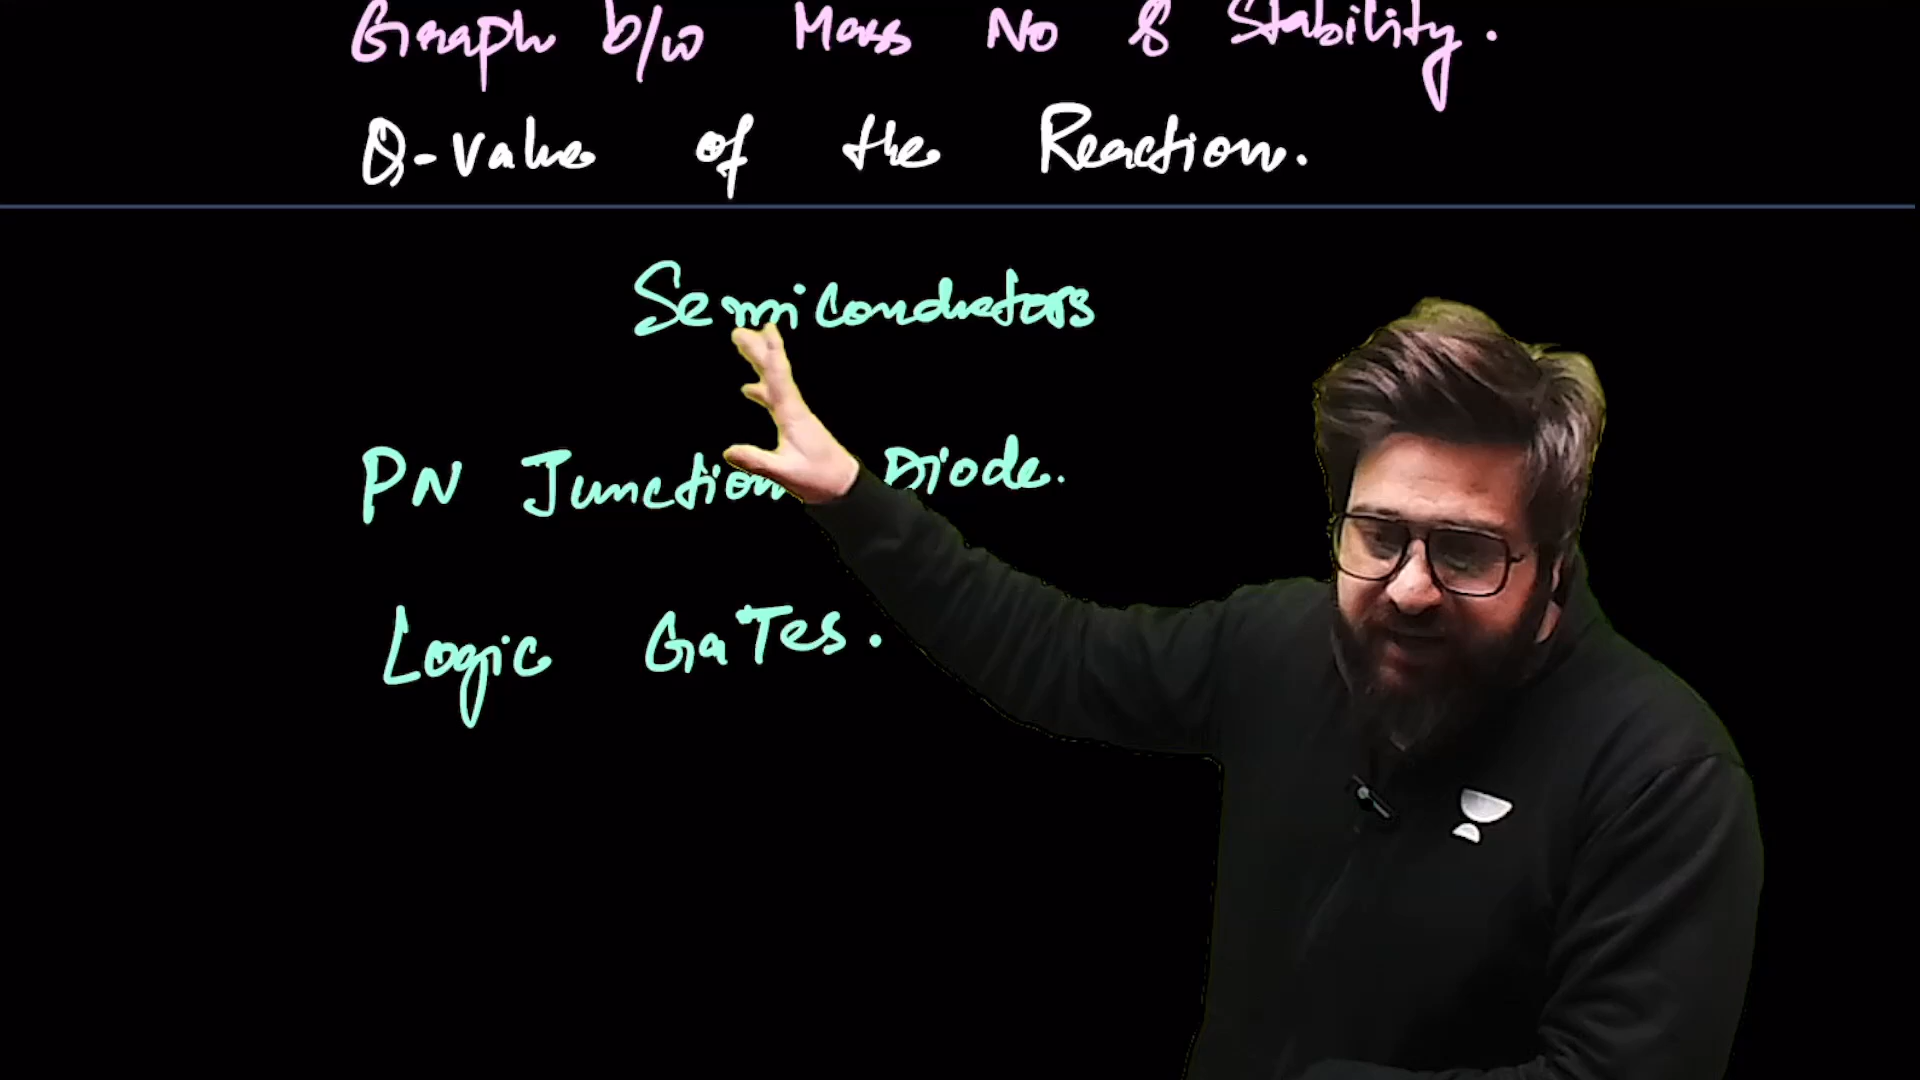 Graph b/w Mass No & Stability.
Q-Value of the Reaction.
Semiconductors
PN Junction Diode.
Logic GaTes.